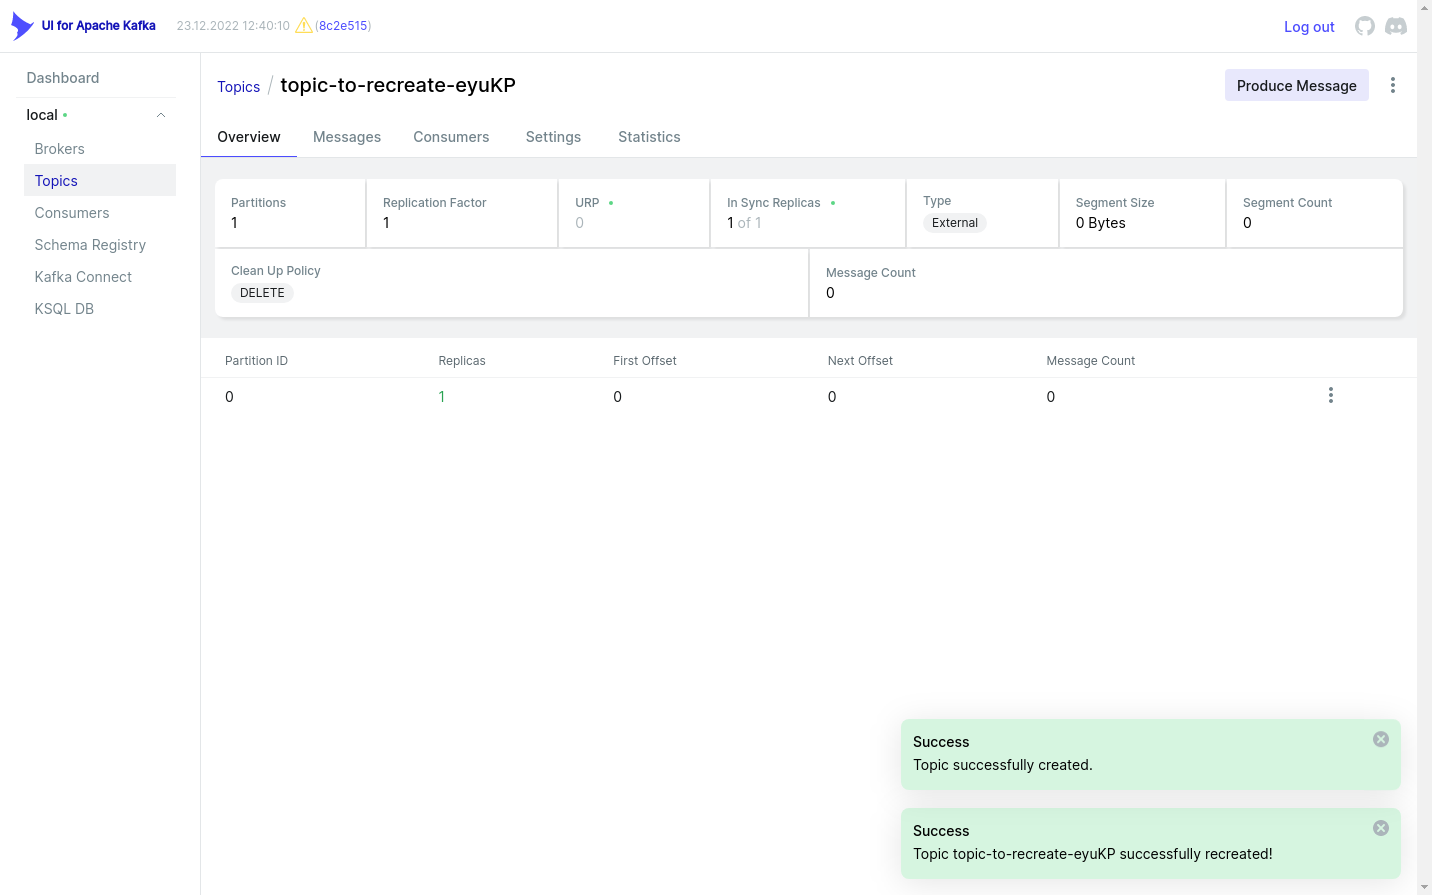 UI for Apache Kafka 23.12.2022 12:40:10 (8c2e515) Log out
Dashboard
local
Brokers
Topics
Consumers
Schema Registry
Kafka Connect
KSQL DB
Topics / topic-to-recreate-eyuKP Produce Message
Overview Messages Consumers Settings Statistics
Partitions
1
Replication Factor
1
URP
0
In Sync Replicas
1 of 1
Type
External
Segment Size
0 Bytes
Segment Count
0
Clean Up Policy
DELETE
Message Count
0
Partition ID Replicas First Offset Next Offset Message Count
0 1 0 0 0
Success
Topic successfully created.
Success
Topic topic-to-recreate-eyuKP successfully recreated!